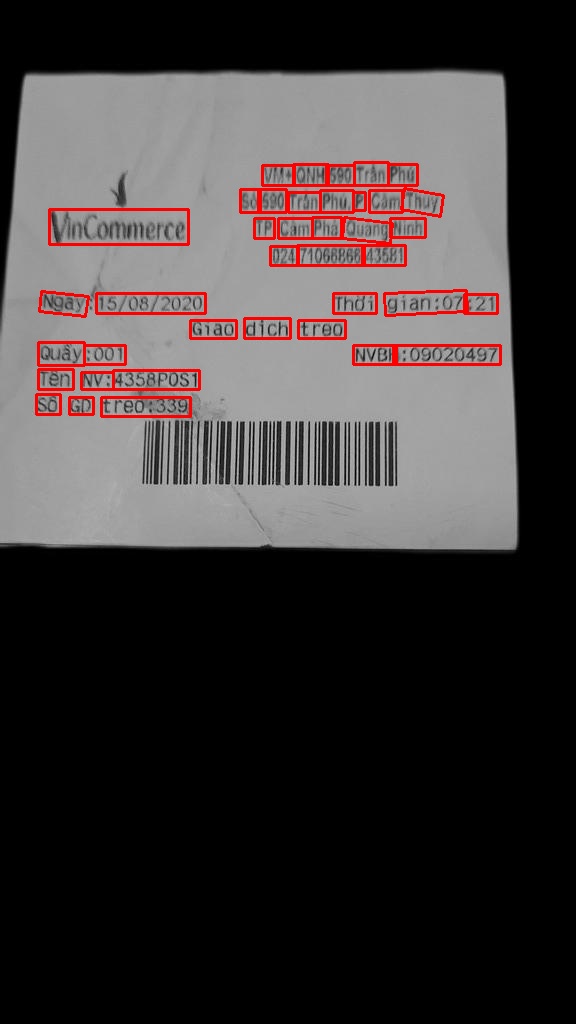 VinCommerce
VM+ QNH 590 Trần Phú
Số 590 Trần Phú, P. Cẩm Thủy
TP. Cẩm Phả, Quảng Ninh
024 71066866 43581
Ngày: 15/08/2020 Thời gian:07:21
Giao dịch treo
Quầy:001 NVBH:09020497
Tên NV:4358POS1
Số GD treo:339